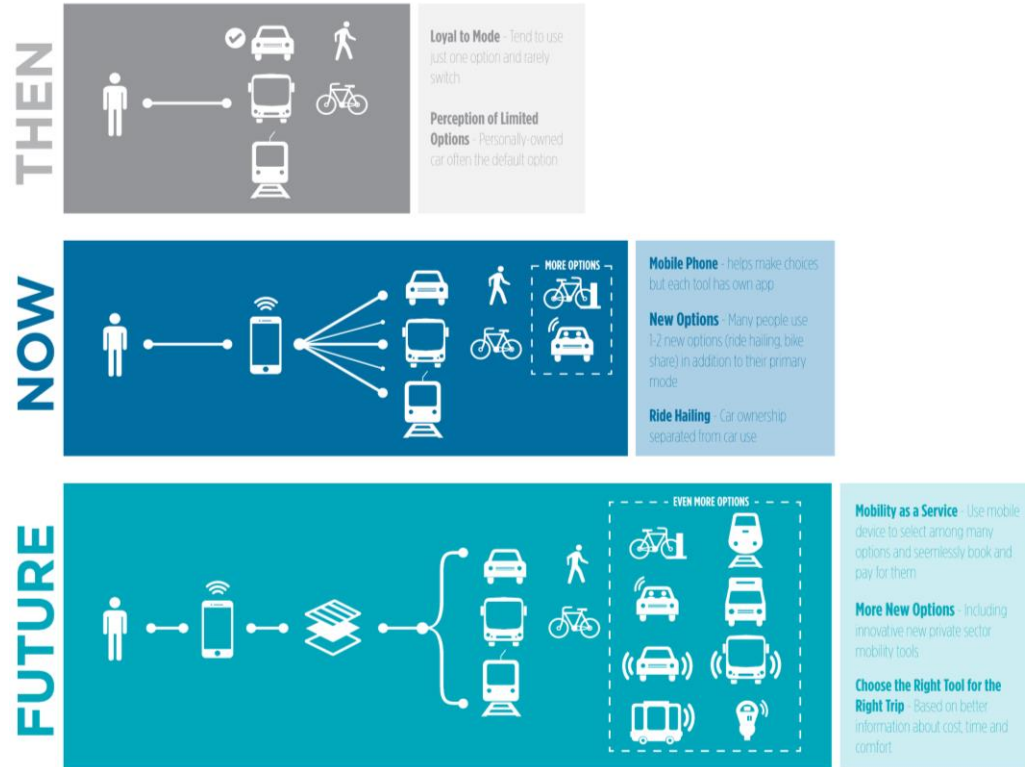 THEN
Loyal to Mode - Tend to use
just one option and rarely
switch
Perception of Limited
Options - Personally-owned
car often the default option
NOW
MORE OPTIONS
Mobile Phone - helps make choices
but each tool has own app
New Options - Many people use
1-2 new options (ride hailing, bike
share) in addition to their primary
mode
Ride Hailing - Car ownership
separated from car use
FUTURE
EVEN MORE OPTIONS
Mobility as a Service - Use mobile
device to select among many
options and seemlessly book and
pay for them
More New Options - Including
innovative new private sector
mobility tools
Choose the Right Tool for the
Right Trip - Based on better
information about cost, time and
comfort